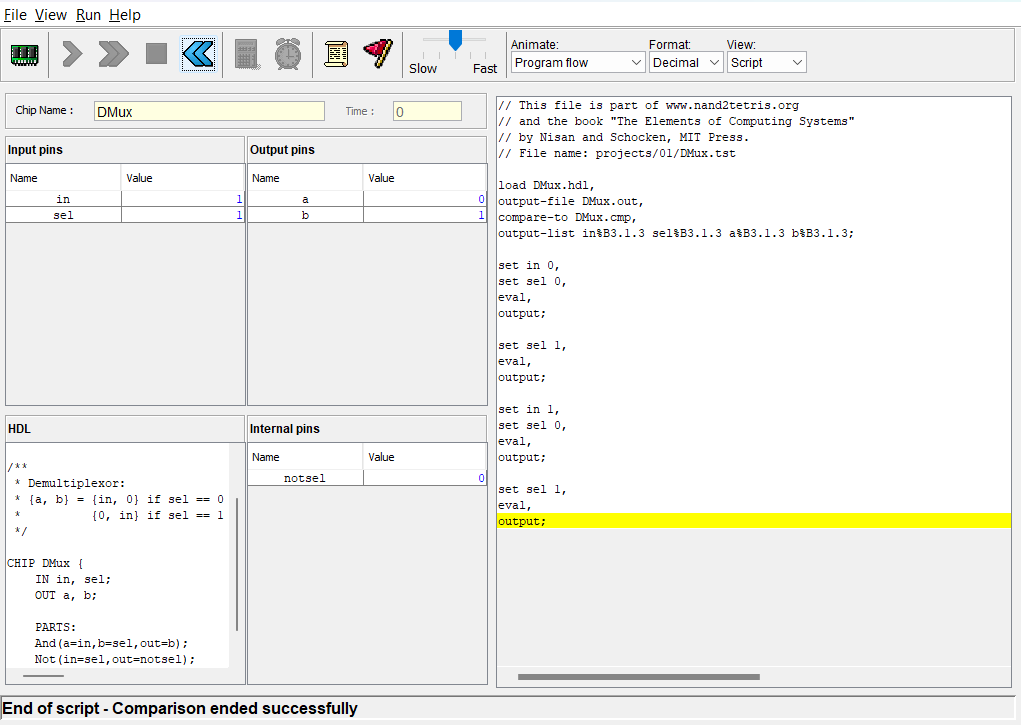 File View Run Help
Animate: Format: View:
Slow Fast Program flow Decimal Script
Chip Name : DMux Time : 0
Input pins
Name Value
in 1
sel 1
Output pins
Name Value
a 0
b 1
HDL
/**
* Demultiplexor:
* {a, b} = {in, 0} if sel == 0
* {0, in} if sel == 1
*/
CHIP DMux {
IN in, sel;
OUT a, b;
PARTS:
And(a=in,b=sel,out=b);
Not(in=sel,out=notsel);
Internal pins
Name Value
notsel 0
// This file is part of www.nand2tetris.org
// and the book "The Elements of Computing Systems"
// by Nisan and Schocken, MIT Press.
// File name: projects/01/DMux.tst
load DMux.hdl,
output-file DMux.out,
compare-to DMux.cmp,
output-list in%B3.1.3 sel%B3.1.3 a%B3.1.3 b%B3.1.3;
set in 0,
set sel 0,
eval,
output;
set sel 1,
eval,
output;
set in 1,
set sel 0,
eval,
output;
set sel 1,
eval,
output;
End of script - Comparison ended successfully